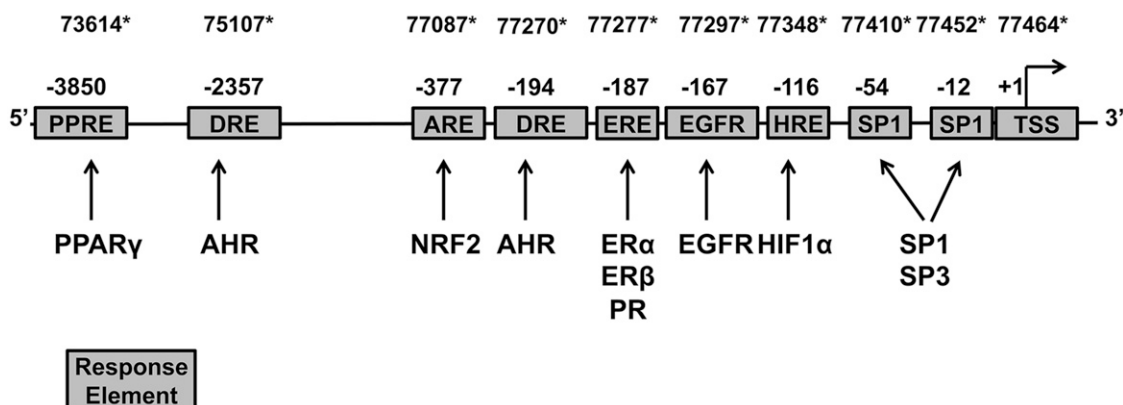 73614* 75107* 77087* 77270* 77277* 77297* 77348* 77410* 77452* 77464*
-3850 -2357 -377 -194 -187 -167 -116 -54 -12 +1
5’ PPRE DRE ARE DRE ERE EGFR HRE SP1 SP1 TSS 3’
PPARγ AHR NRF2 AHR ERα EGFR HIF1α SP1
ERβ SP3
PR
Response
Element